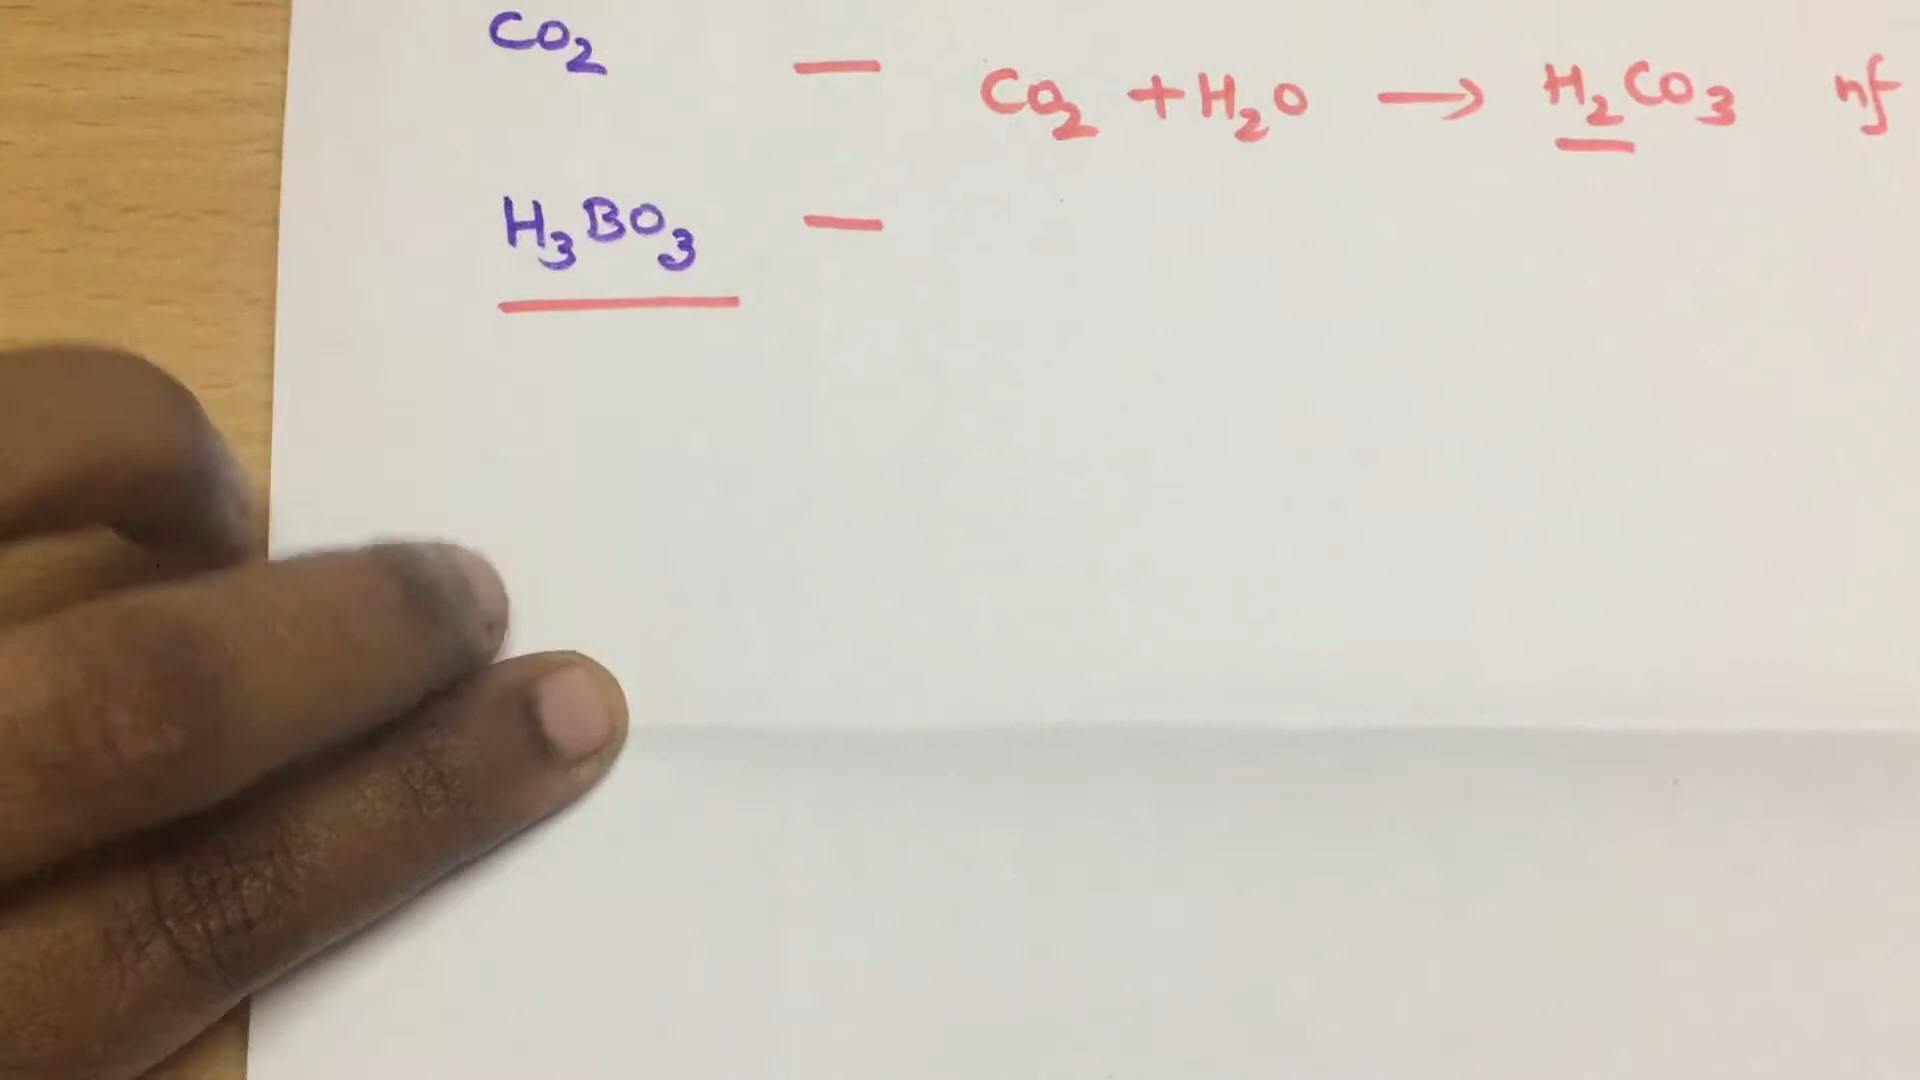 CO₂ — CO₂ + H₂O → H₂CO₃ nf
H₃BO₃ —